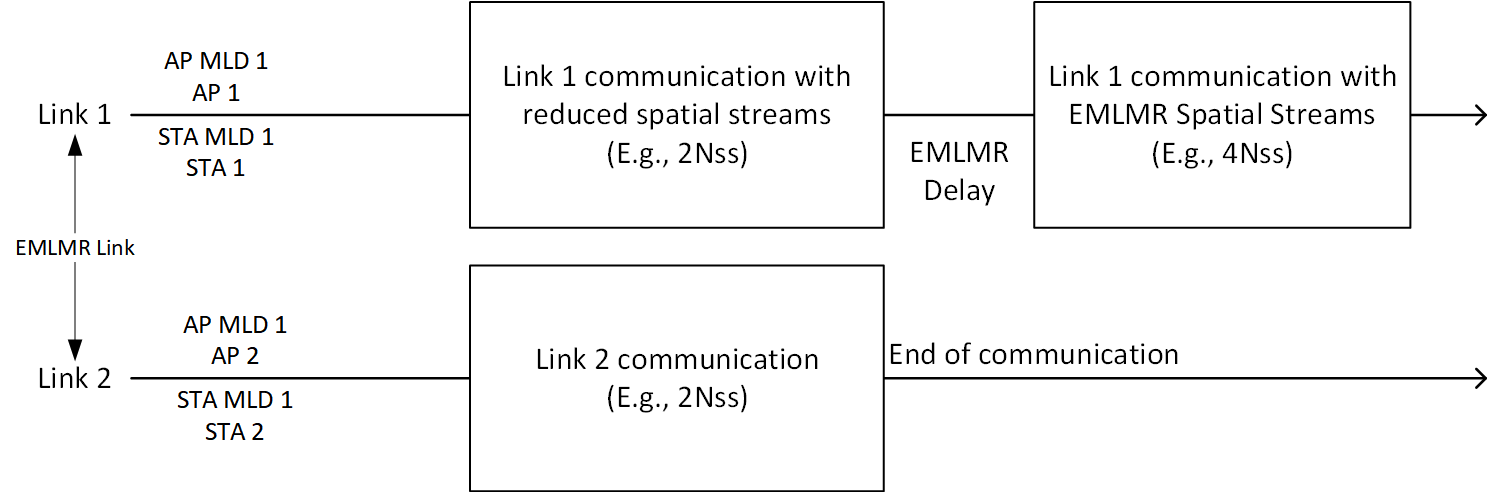 AP MLD 1
AP 1
Link 1
STA MLD 1
STA 1
Link 1 communication with
reduced spatial streams
(E.g., 2Nss)
EMLMR
Delay
Link 1 communication with
EMLMR Spatial Streams
(E.g., 4Nss)
EMLMR Link
AP MLD 1
AP 2
Link 2
STA MLD 1
STA 2
Link 2 communication
(E.g., 2Nss)
End of communication